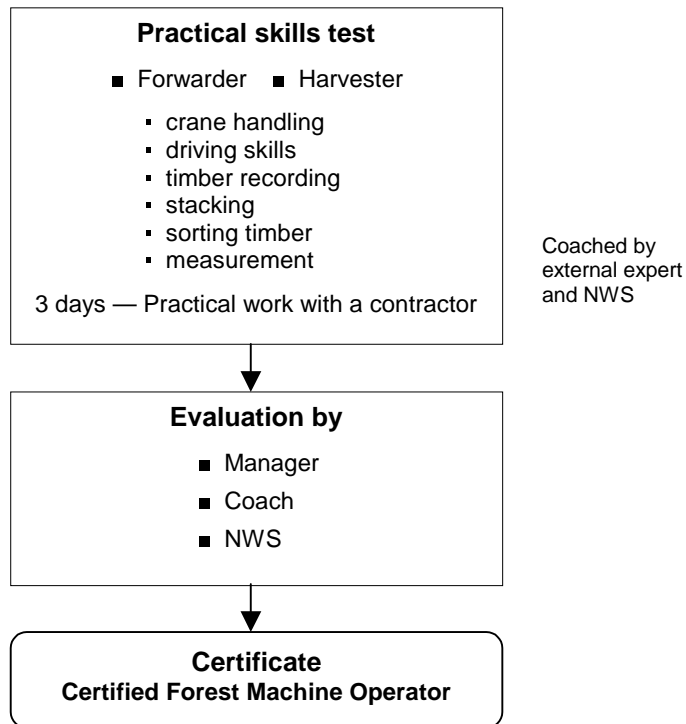 Practical skills test
▪ Forwarder ▪ Harvester
▪ crane handling
▪ driving skills
▪ timber recording
▪ stacking
▪ sorting timber
▪ measurement
3 days — Practical work with a contractor
Coached by
external expert
and NWS
Evaluation by
▪ Manager
▪ Coach
▪ NWS
Certificate
Certified Forest Machine Operator